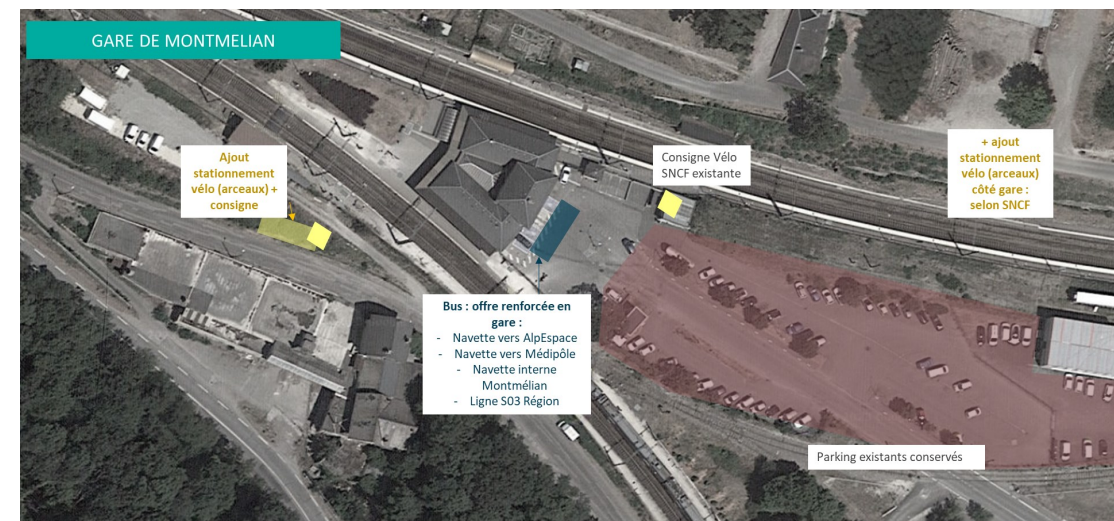 GARE DE MONTMELIAN
Ajout
stationnement
vélo (arceaux) +
consigne
Consigne Vélo
SNCF existante
+ ajout
stationnement
vélo (arceaux)
côté gare :
selon SNCF
Bus : offre renforcée en
gare :
- Navette vers AlpEspace
- Navette vers Médipôle
- Navette interne
Montmélian
- Ligne S03 Région
Parking existants conservés